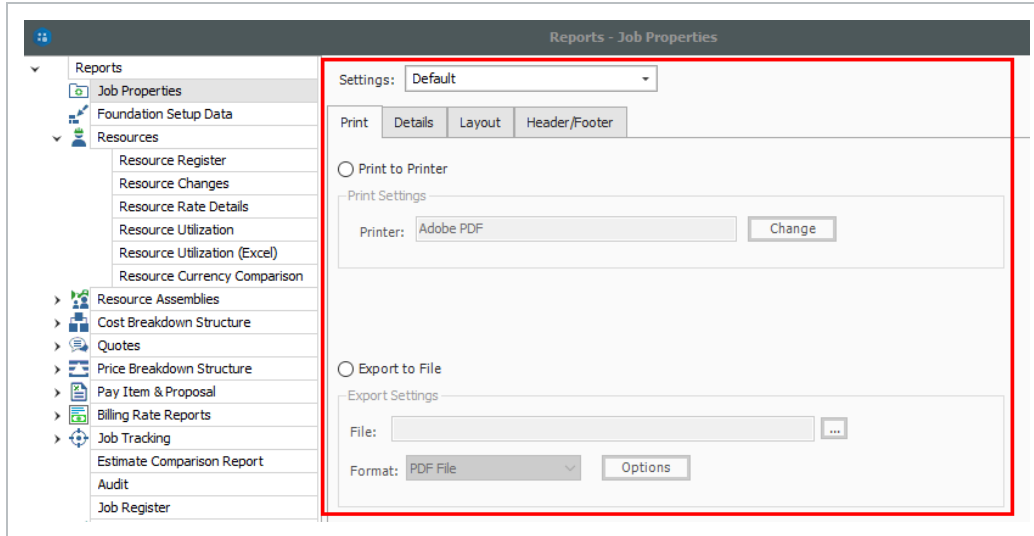 Reports - Job Properties
Reports
Job Properties
Foundation Setup Data
Resources
Resource Register
Resource Changes
Resource Rate Details
Resource Utilization
Resource Utilization (Excel)
Resource Currency Comparison
Resource Assemblies
Cost Breakdown Structure
Quotes
Price Breakdown Structure
Pay Item & Proposal
Billing Rate Reports
Job Tracking
Estimate Comparison Report
Audit
Job Register
Settings: Default
Print Details Layout Header/Footer
Print to Printer
Print Settings
Printer: Adobe PDF Change
Export to File
Export Settings
File: ...
Format: PDF File Options